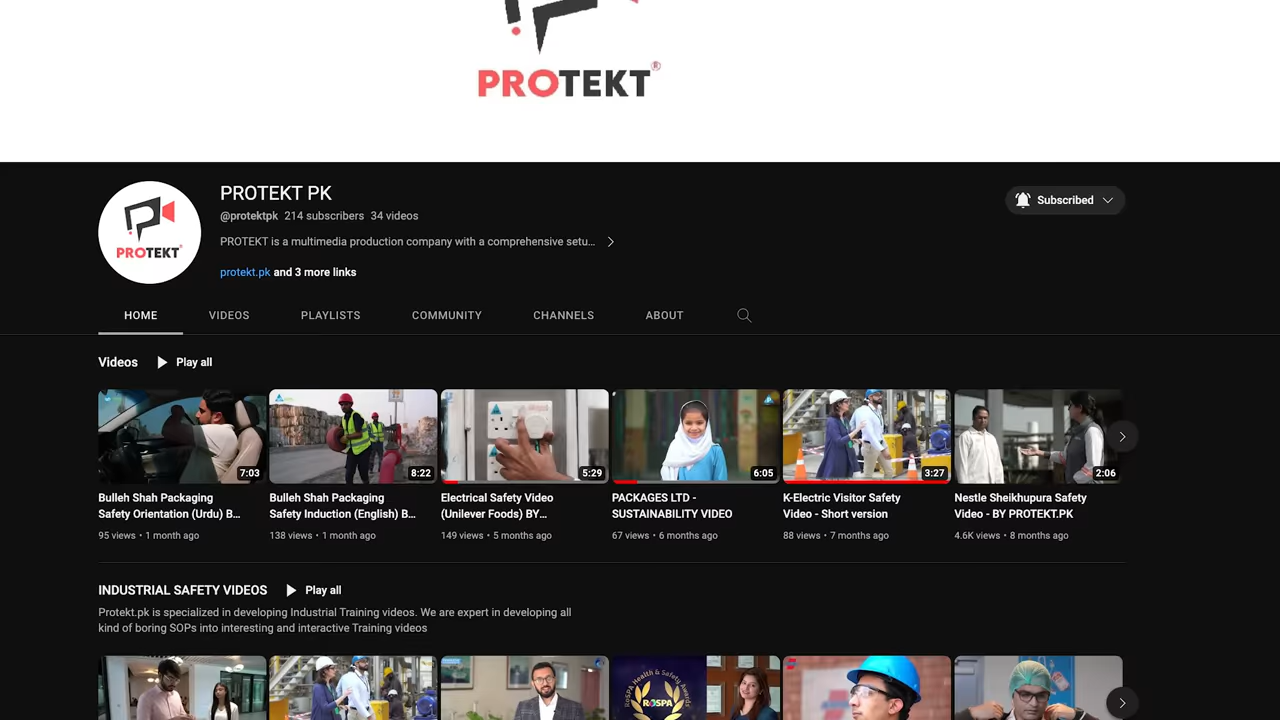 PROTEKT®
PROTEKT
PROTEKT PK
@protektpk 214 subscribers 34 videos
PROTEKT is a multimedia production company with a comprehensive setu...
protekt.pk and 3 more links
Subscribed
HOME VIDEOS PLAYLISTS COMMUNITY CHANNELS ABOUT
Videos Play all
7:03 8:22 5:29 6:05 3:27 2:06
Bulleh Shah Packaging
Safety Orientation (Urdu) B...
95 views • 1 month ago
Bulleh Shah Packaging
Safety Induction (English) B...
138 views • 1 month ago
Electrical Safety Video
(Unilever Foods) BY...
149 views • 5 months ago
PACKAGES LTD -
SUSTAINABILITY VIDEO
67 views • 6 months ago
K-Electric Visitor Safety
Video - Short version
88 views • 7 months ago
Nestle Sheikhupura Safety
Video - BY PROTEKT.PK
4.6K views • 8 months ago
INDUSTRIAL SAFETY VIDEOS Play all
Protekt.pk is specialized in developing Industrial Training videos. We are expert in developing all
kind of boring SOPs into interesting and interactive Training videos
RoSPA Health & Safety Awards
RoSPA